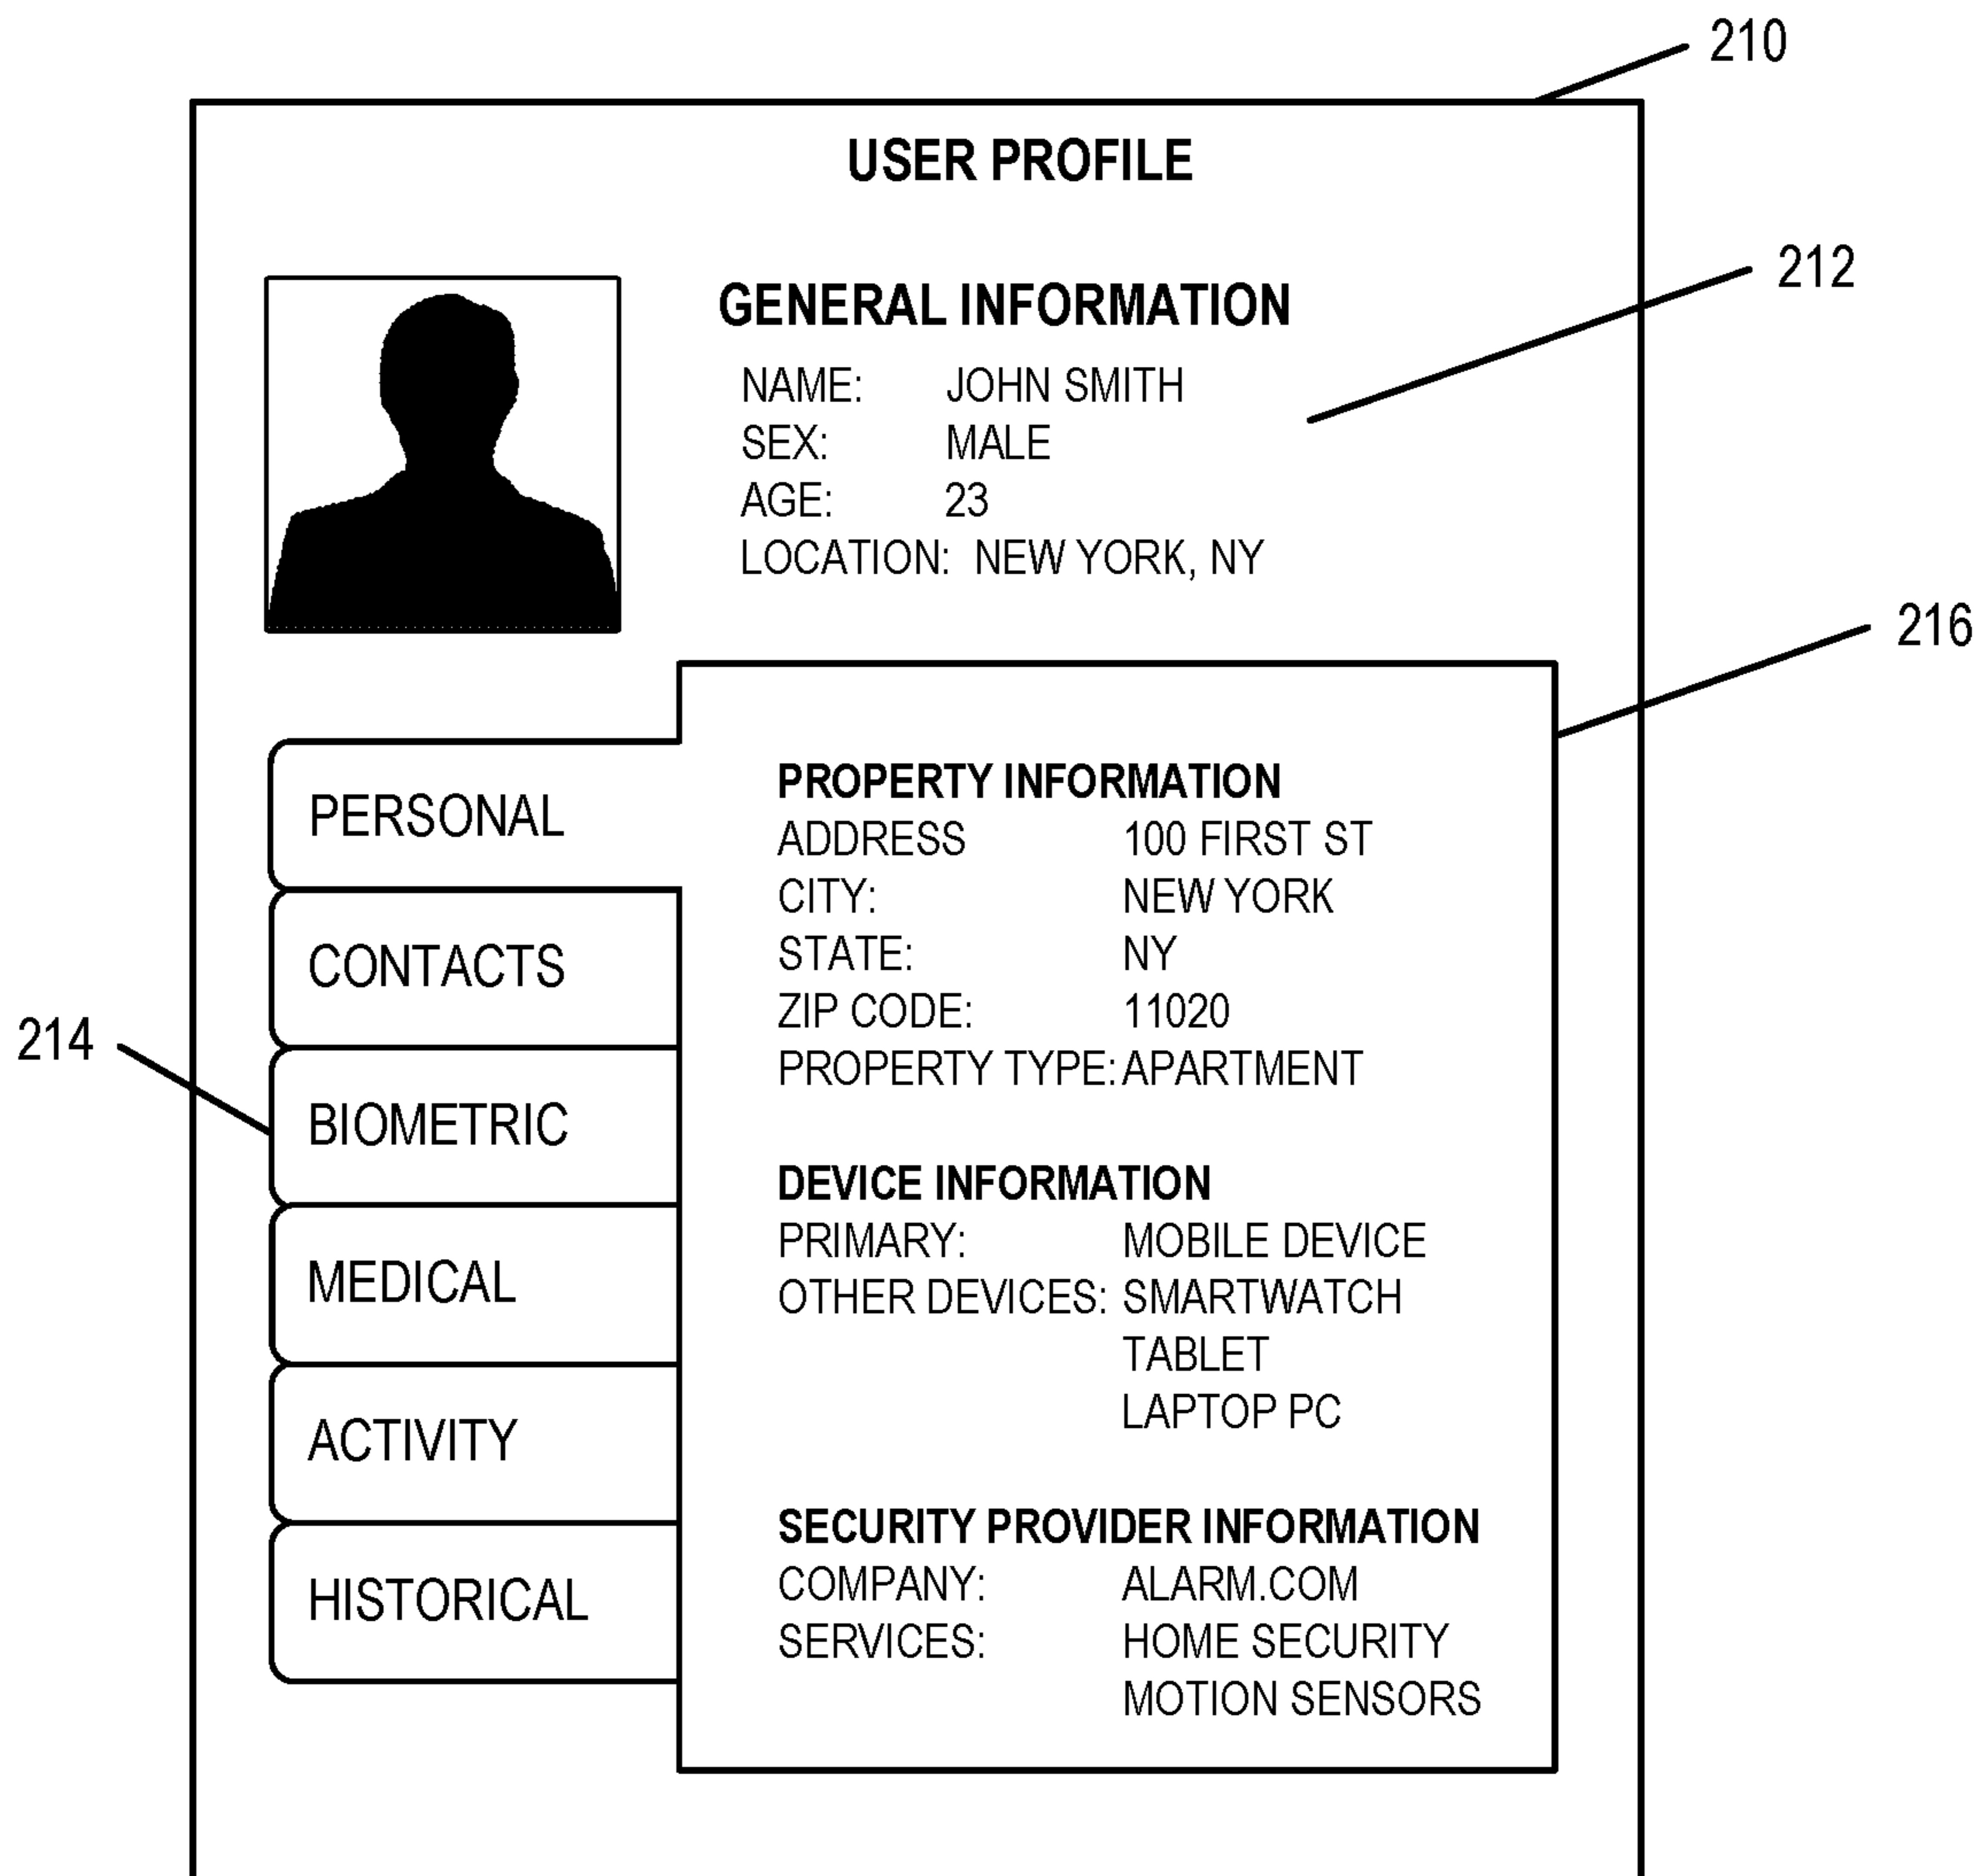 210
USER PROFILE
212
GENERAL INFORMATION
NAME: JOHN SMITH
SEX: MALE
AGE: 23
LOCATION: NEW YORK, NY
216
PERSONAL
CONTACTS
214
BIOMETRIC
MEDICAL
ACTIVITY
HISTORICAL
PROPERTY INFORMATION
ADDRESS 100 FIRST ST
CITY: NEW YORK
STATE: NY
ZIP CODE: 11020
PROPERTY TYPE: APARTMENT
DEVICE INFORMATION
PRIMARY: MOBILE DEVICE
OTHER DEVICES: SMARTWATCH
TABLET
LAPTOP PC
SECURITY PROVIDER INFORMATION
COMPANY: ALARM.COM
SERVICES: HOME SECURITY
MOTION SENSORS